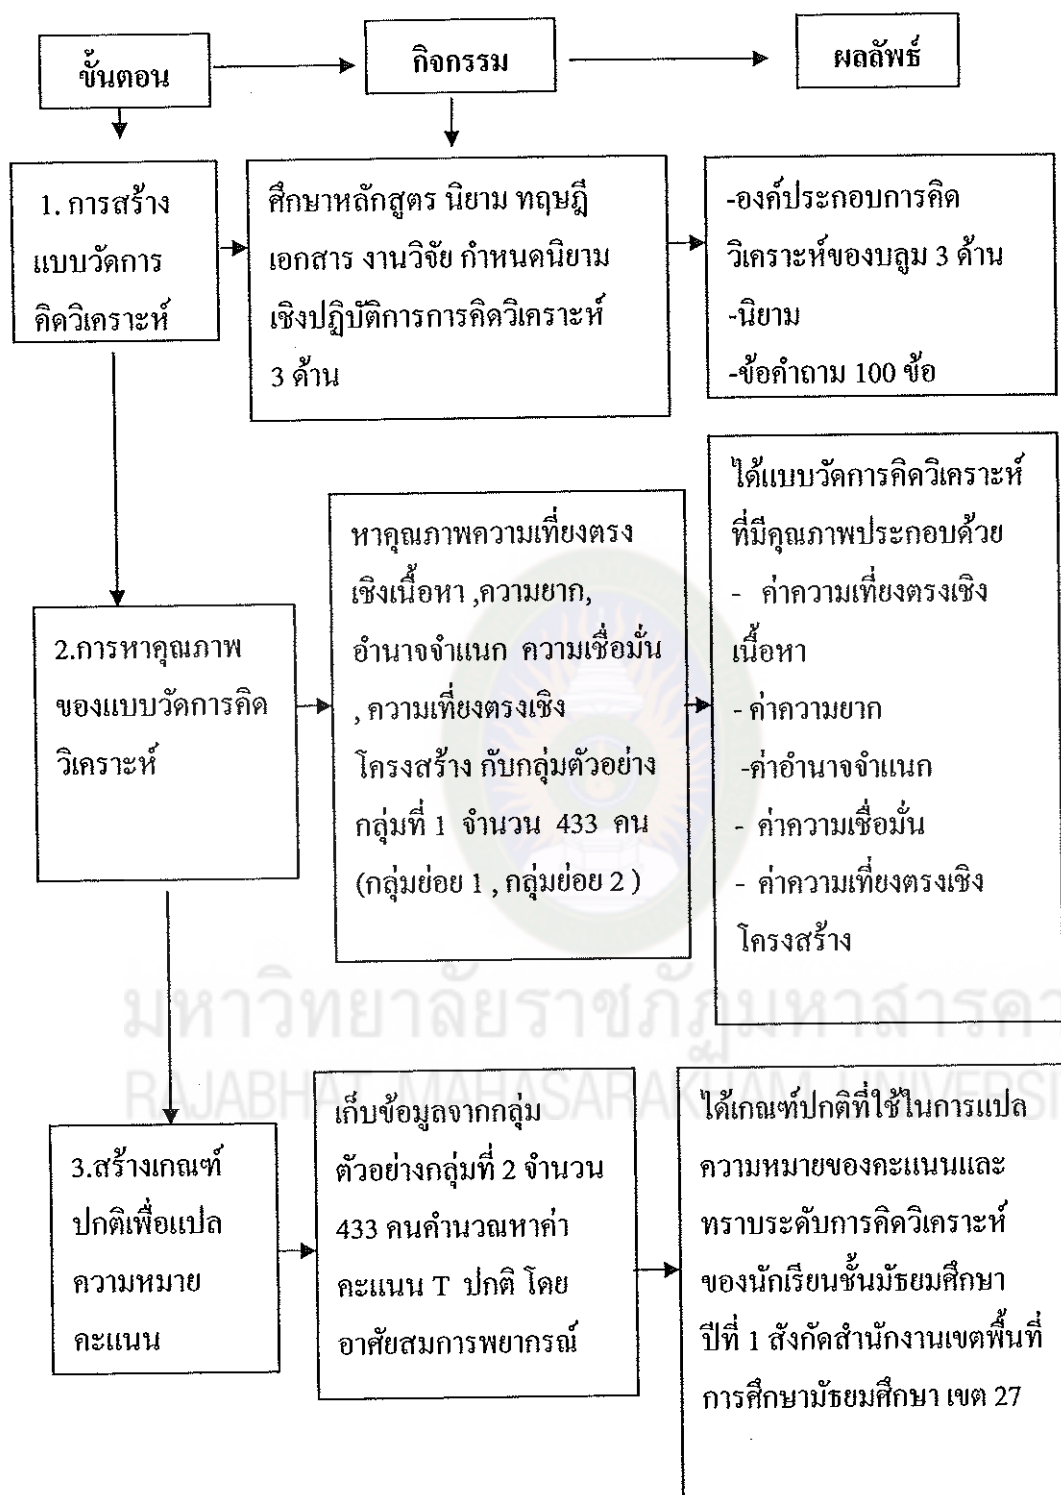 ขั้นตอน
กิจกรรม
ผลลัพธ์
1. การสร้าง
แบบวัดการ
คิดวิเคราะห์
ศึกษาหลักสูตร นิยาม ทฤษฎี
เอกสาร งานวิจัย กำหนดนิยาม
เชิงปฏิบัติการการคิดวิเคราะห์
3 ด้าน
-องค์ประกอบการคิด
วิเคราะห์ของบลูม 3 ด้าน
-นิยาม
-ข้อคำถาม 100 ข้อ
2.การหาคุณภาพ
ของแบบวัดการคิด
วิเคราะห์
หาคุณภาพความเที่ยงตรง
เชิงเนื้อหา ,ความยาก,
อำนาจจำแนก ความเชื่อมั่น
, ความเที่ยงตรงเชิง
โครงสร้าง กับกลุ่มตัวอย่าง
กลุ่มที่ 1 จำนวน 433 คน
(กลุ่มย่อย 1 , กลุ่มย่อย 2 )
ได้แบบวัดการคิดวิเคราะห์
ที่มีคุณภาพประกอบด้วย
- ค่าความเที่ยงตรงเชิง
เนื้อหา
- ค่าความยาก
-ค่าอำนาจจำแนก
- ค่าความเชื่อมั่น
- ค่าความเที่ยงตรงเชิง
โครงสร้าง
มหาวิทยาลัยราชภัฏมหาสารคา
RAJABHAT MAHASARAKHAM UNIVERSI
3.สร้างเกณฑ์
ปกติเพื่อแปล
ความหมาย
คะแนน
เก็บข้อมูลจากกลุ่ม
ตัวอย่างกลุ่มที่ 2 จำนวน
433 คนคำนวณหาค่า
คะแนน T ปกติ โดย
อาศัยสมการพยากรณ์
ได้เกณฑ์ปกติที่ใช้ในการแปล
ความหมายของคะแนนและ
ทราบระดับการคิดวิเคราะห์
ของนักเรียนชั้นมัธยมศึกษา
ปีที่ 1 สังกัดสำนักงานเขตพื้นที่
การศึกษามัธยมศึกษา เขต 27